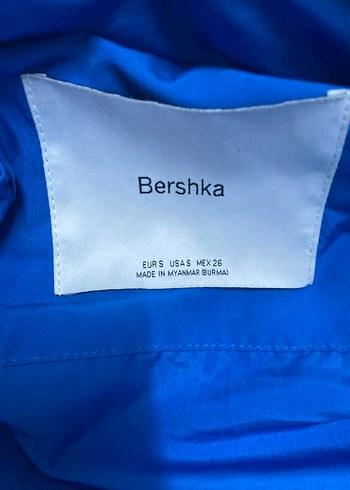 Bershka
EUR S USA S MEX 26
MADE IN MYANMAR (BURMA)